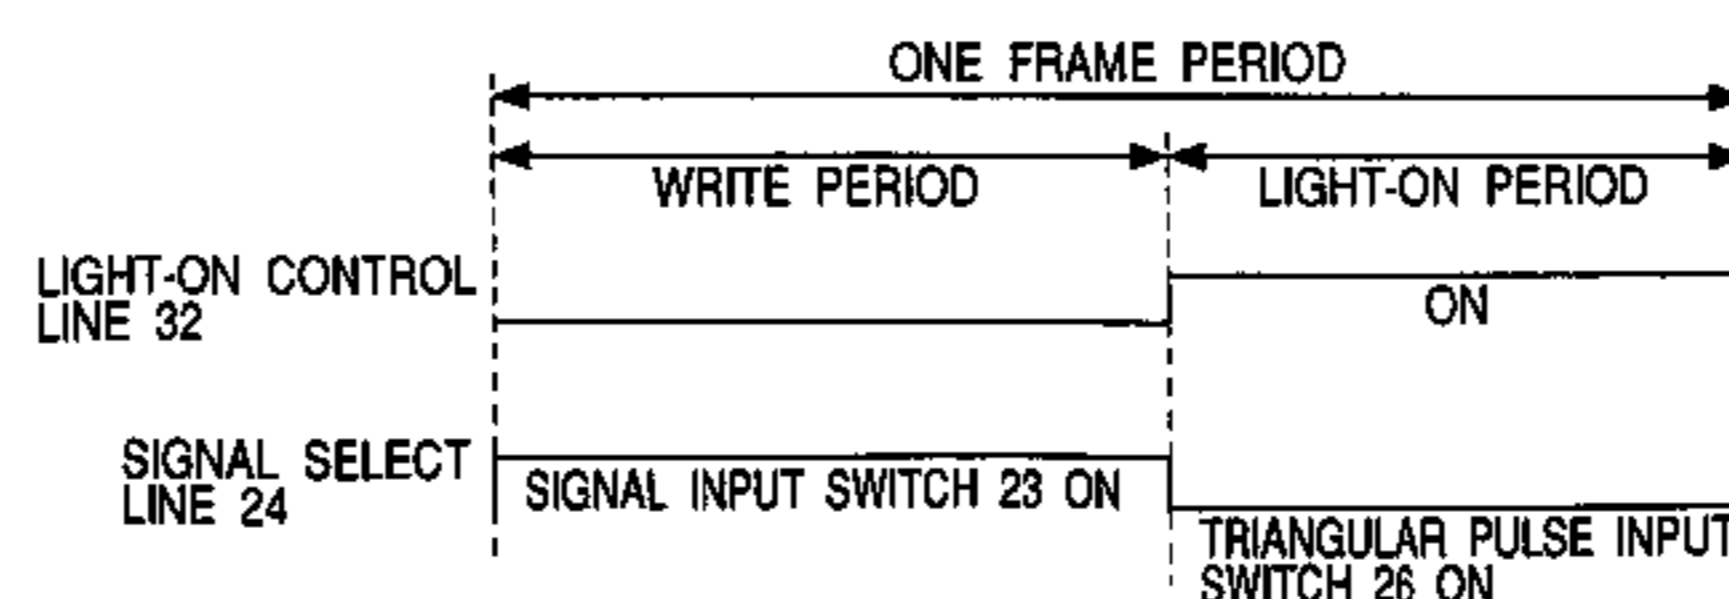 ONE FRAME PERIOD
WRITE PERIOD
LIGHT-ON PERIOD
LIGHT-ON CONTROL
LINE 32
ON
SIGNAL SELECT
LINE 24
SIGNAL INPUT SWITCH 23 ON
TRIANGULAR PULSE INPUT
SWITCH 26 ON